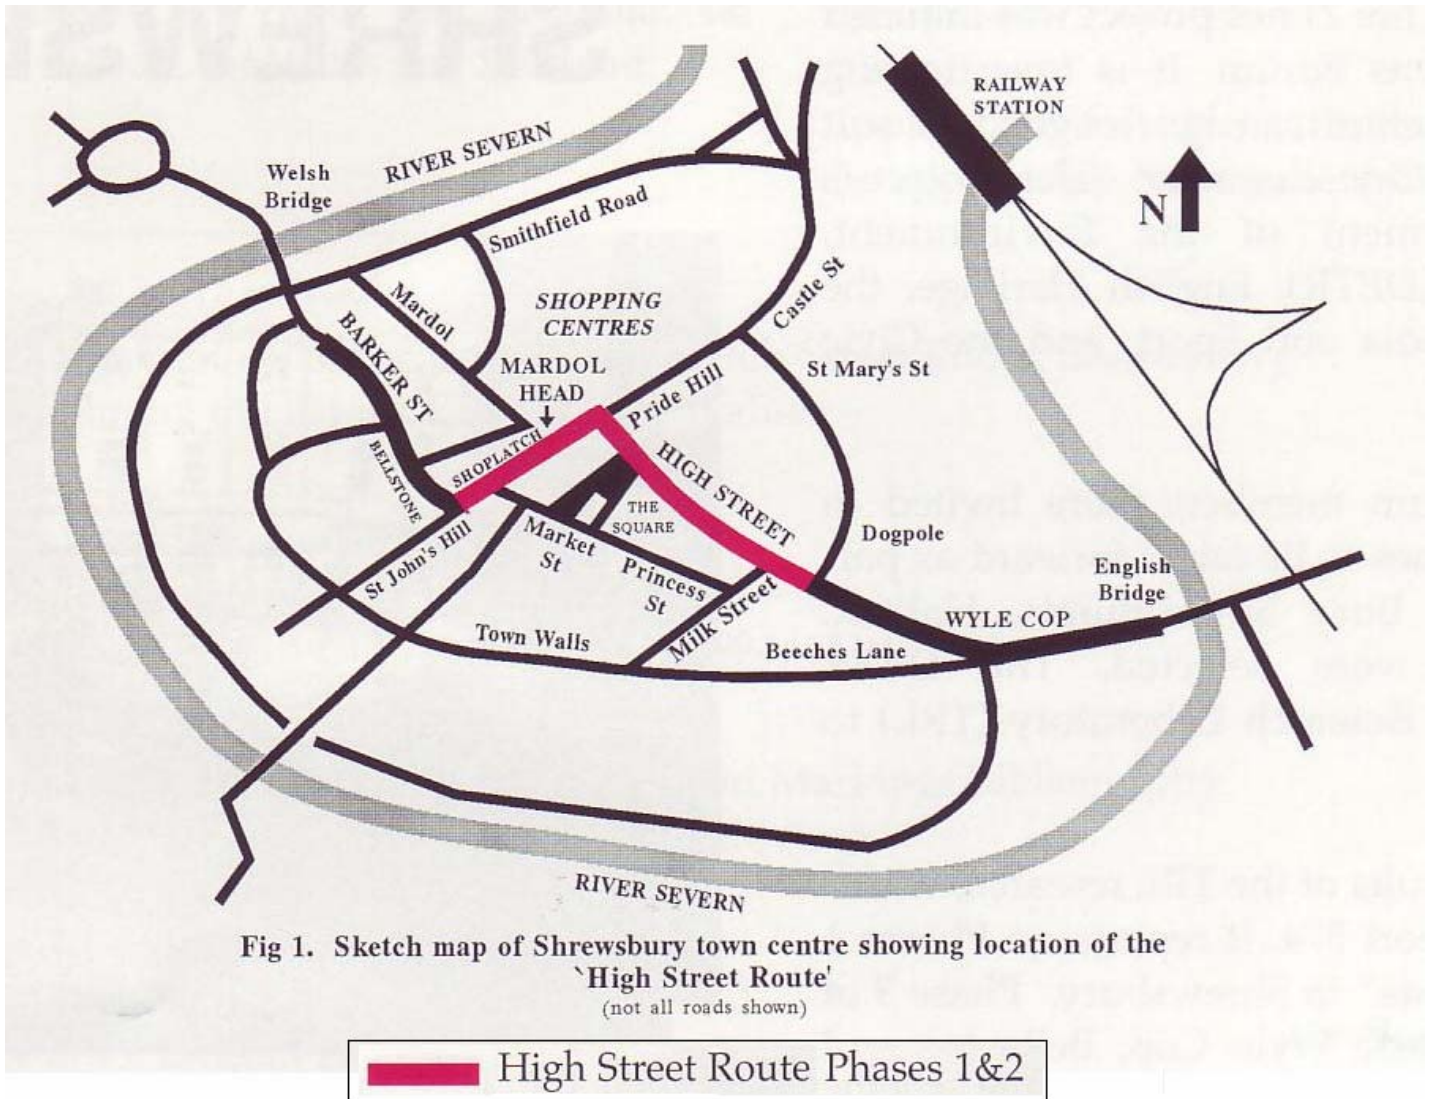 RAILWAY
STATION
RIVER SEVERN
Welsh
Bridge
N
Smithfield Road
Castle St
Mardol
SHOPPING
CENTRES
BARKER ST
MARDOL
HEAD
St Mary's St
Pride Hill
SHOPLATCH
BELLSTONE
HIGH STREET
THE
SQUARE
Market
St
Dogpole
St John's Hill
Princess
St
English
Bridge
Milk Street
WYLE COP
Town Walls
Beeches Lane
RIVER SEVERN
Fig 1. Sketch map of Shrewsbury town centre showing location of the
`High Street Route'
(not all roads shown)
High Street Route Phases 1&2